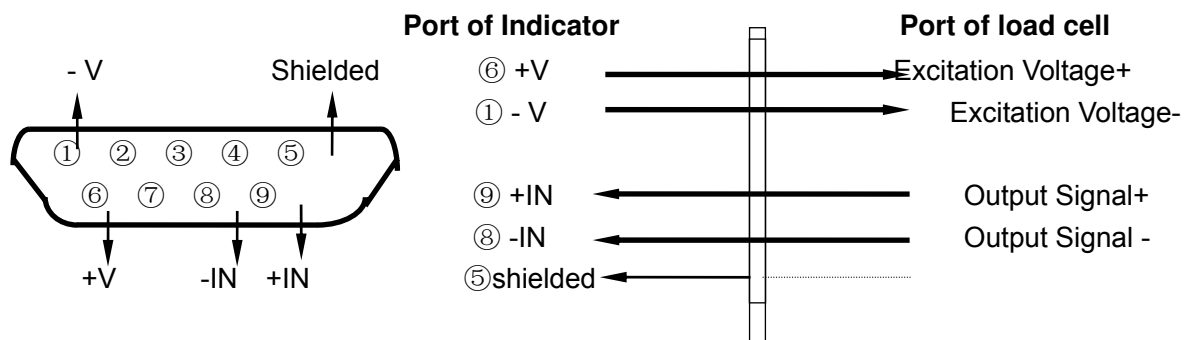 Port of Indicator
Port of load cell
- V
Shielded
① ② ③ ④ ⑤
⑥ ⑦ ⑧ ⑨
+V
-IN
+IN
⑥ +V
Excitation Voltage+
① - V
Excitation Voltage-
⑨ +IN
Output Signal+
⑧ -IN
Output Signal -
⑤shielded